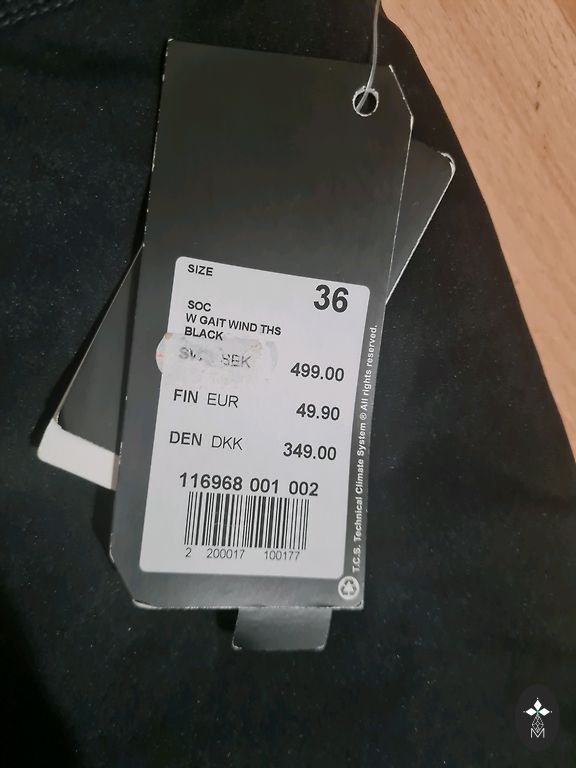 SIZE
36
SOC
W GAIT WIND THS
BLACK
SEK 499.00
FIN EUR 49.90
DEN DKK 349.00
116968 001 002
2 200017 100177
T.C.S. Technical Climate System ® All rights reserved.
M